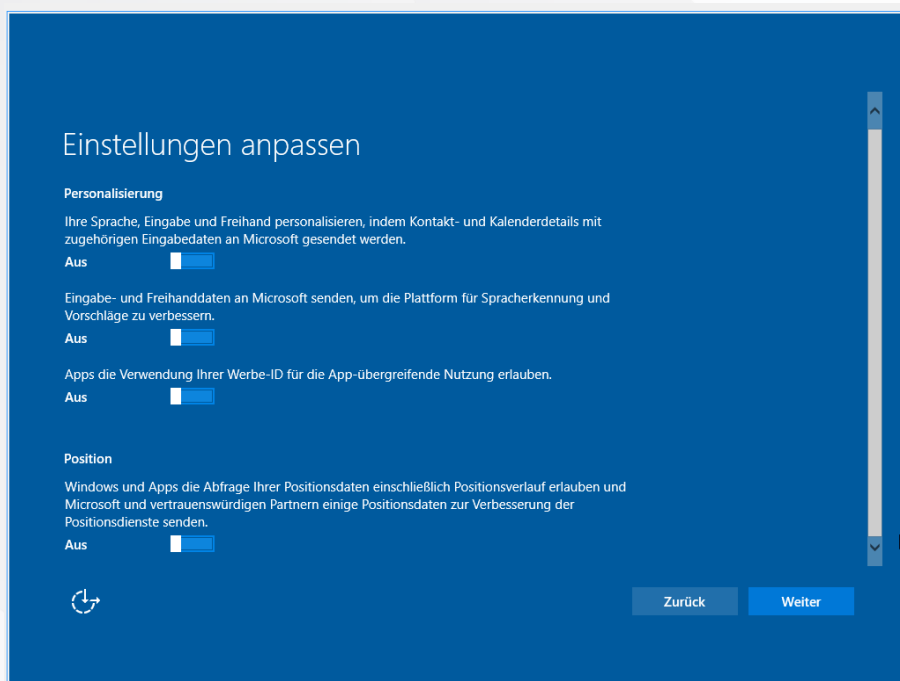 Einstellungen anpassen
Personalisierung
Ihre Sprache, Eingabe und Freihand personalisieren, indem Kontakt- und Kalenderdetails mit
zugehörigen Eingabedaten an Microsoft gesendet werden.
Aus
Eingabe- und Freihanddaten an Microsoft senden, um die Plattform für Spracherkennung und
Vorschläge zu verbessern.
Aus
Apps die Verwendung Ihrer Werbe-ID für die App-übergreifende Nutzung erlauben.
Aus
Position
Windows und Apps die Abfrage Ihrer Positionsdaten einschließlich Positionsverlauf erlauben und
Microsoft und vertrauenswürdigen Partnern einige Positionsdaten zur Verbesserung der
Positionsdienste senden.
Aus
Zurück
Weiter